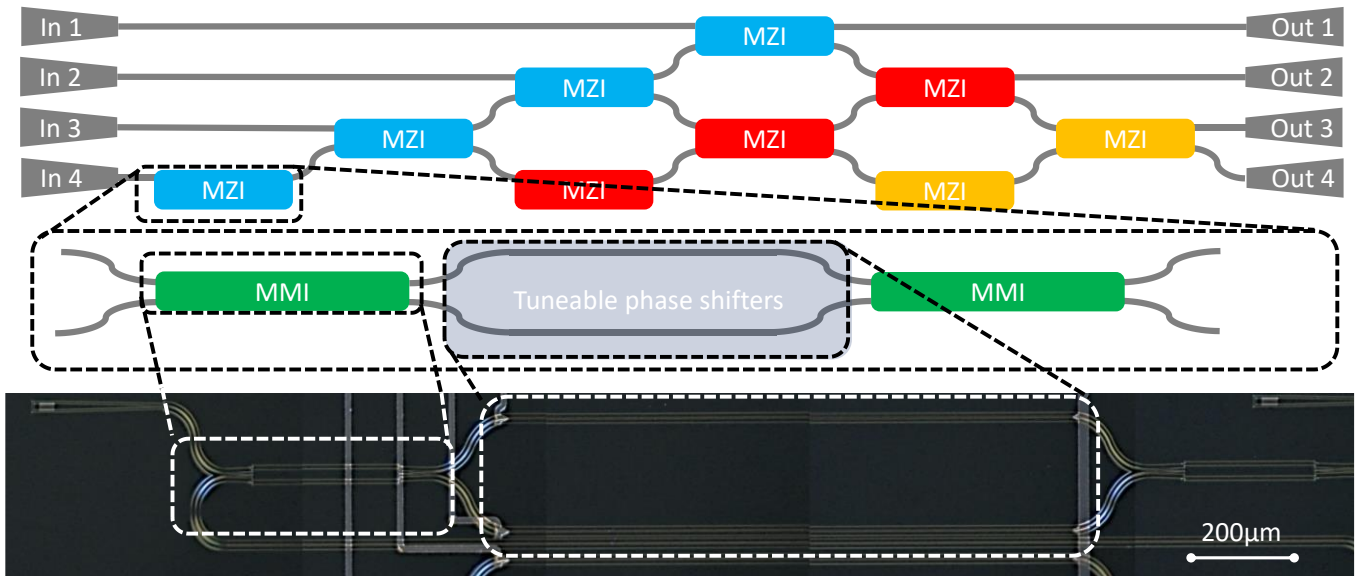 In 1
MZI
Out 1
In 2
MZI
MZI
Out 2
In 3
MZI
MZI
MZI
Out 3
In 4
MZI
MZI
MZI
Out 4
MMI
Tuneable phase shifters
MMI
200μm